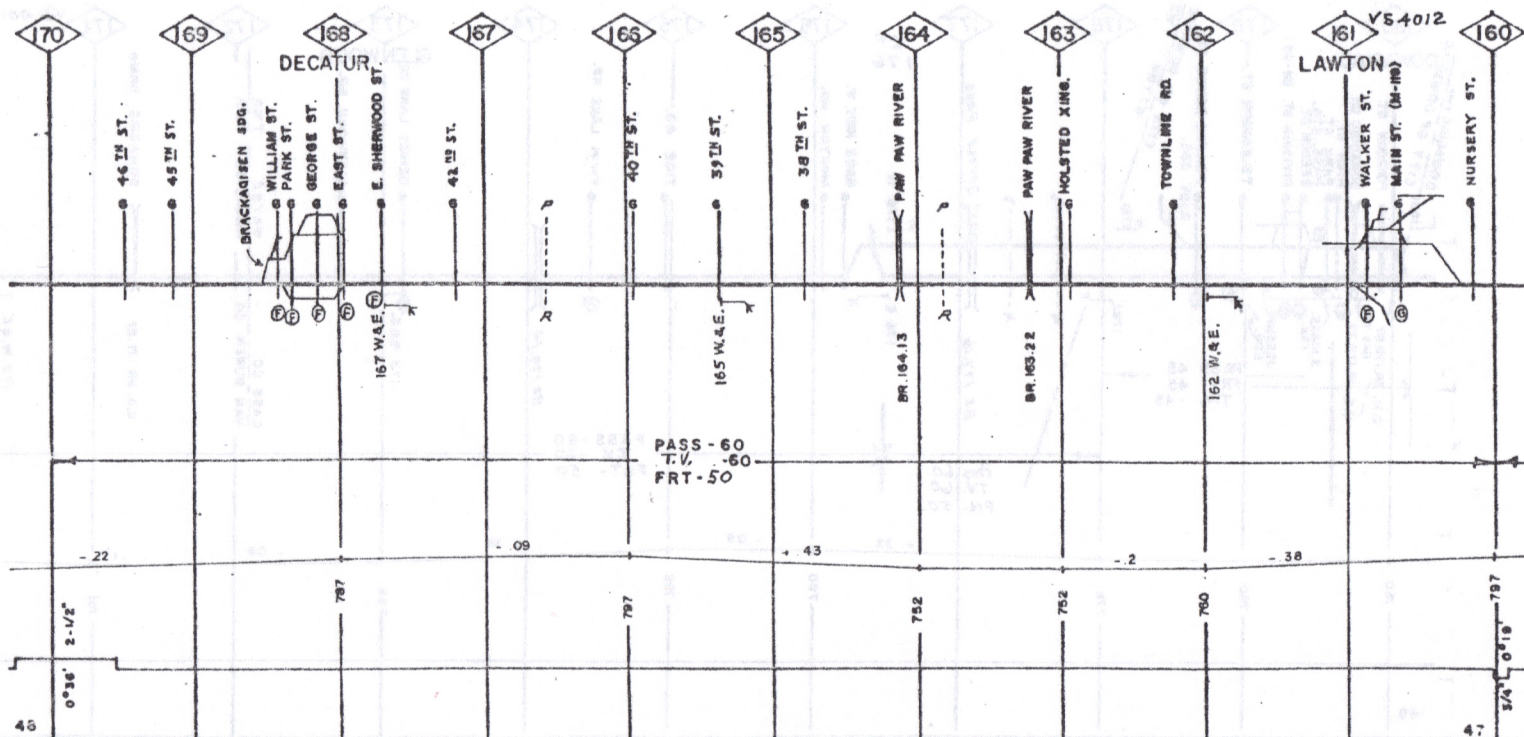 VS4012
170
169
168
167
166
165
164
163
162
161
160
DECATUR
LAWTON
46TH ST.
45TH ST.
BRACKAGISEN SDG.
WILLIAM ST.
PARK ST.
GEORGE ST.
EAST ST.
E. SHERWOOD ST.
42ND ST.
40TH ST.
39TH ST.
38TH ST.
PAW PAW RIVER
PAW PAW RIVER
HOLSTED XING.
TOWNLINE RD.
WALKER ST.
MAIN ST. (M-119)
NURSERY ST.
P
P
F
F
F
F
F
F
G
R
R
167 W.&E.
165 W.&E.
BR. 164.13
BR. 163.22
162 W.&E.
PASS - 60
T.V. - 60
FRT - 50
- .22
- .09
+ .43
- .2
- .38
787
797
752
752
760
797
0°36' 2-1/2"
3/4" 0°19'
48
47